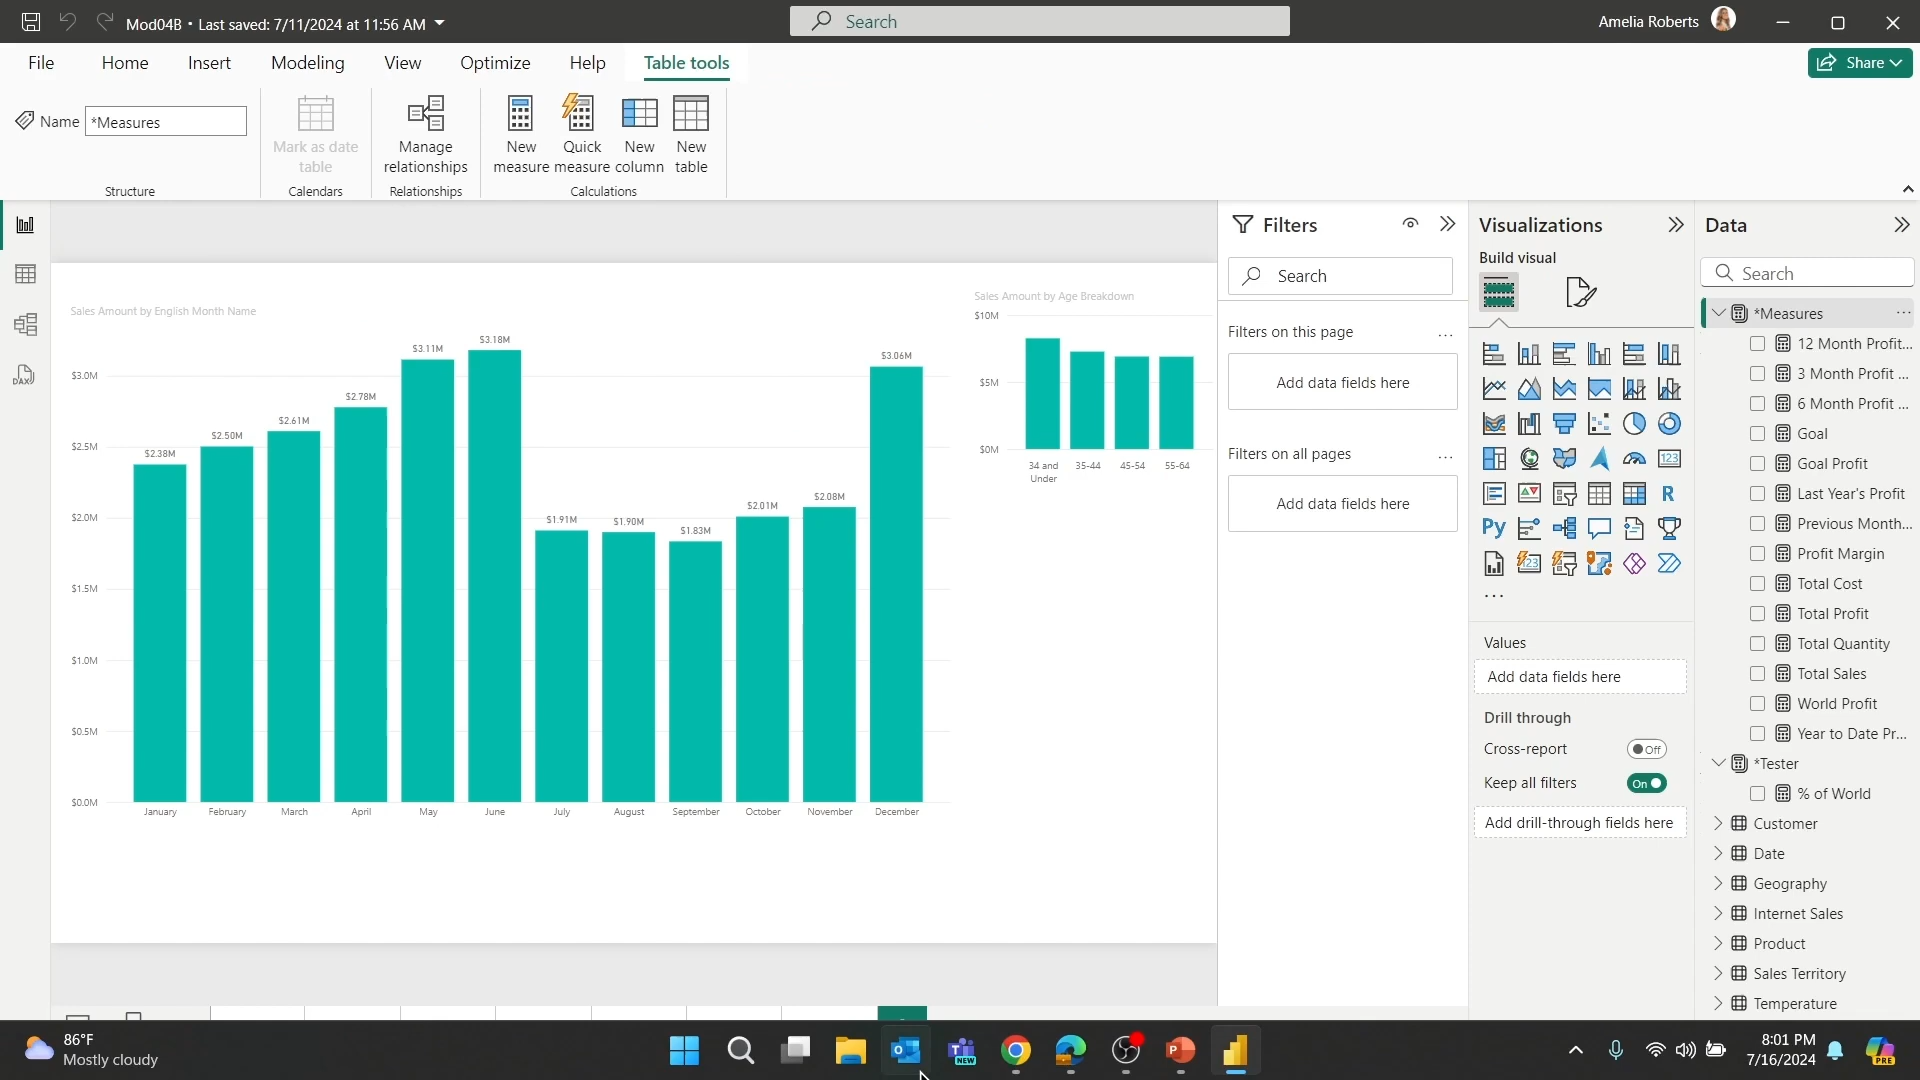 Mod04B • Last saved: 7/11/2024 at 11:56 AM
Search
Amelia Roberts
File Home Insert Modeling View Optimize Help Table tools
Share
Name *Measures
Mark as date table
Manage relationships
New measure
Quick measure
New column
New table
Structure Calendars Relationships Calculations
Sales Amount by English Month Name
$3.0M
$2.5M
$2.0M
$1.5M
$1.0M
$0.5M
$0.0M
$2.38M
$2.50M
$2.61M
$2.78M
$3.11M
$3.18M
$1.91M
$1.90M
$1.83M
$2.01M
$2.08M
$3.06M
January February March April May June July August September October November December
Sales Amount by Age Breakdown
$10M
$5M
$0M
34 and Under
35-44
45-54
55-64
Filters
Search
Filters on this page
...
Add data fields here
Filters on all pages
...
Add data fields here
Visualizations
Build visual
123
R
Py
123
...
Values
Add data fields here
Drill through
Cross-report Off
Keep all filters On
Add drill-through fields here
Data
Search
*Measures
...
12 Month Profit...
3 Month Profit ...
6 Month Profit ...
Goal
Goal Profit
Last Year's Profit
Previous Month...
Profit Margin
Total Cost
Total Profit
Total Quantity
Total Sales
World Profit
Year to Date Pr...
*Tester
% of World
Customer
Date
Geography
Internet Sales
Product
Sales Territory
Temperature
DAX
86°F
Mostly cloudy
NEW
8:01 PM
7/16/2024
PRE